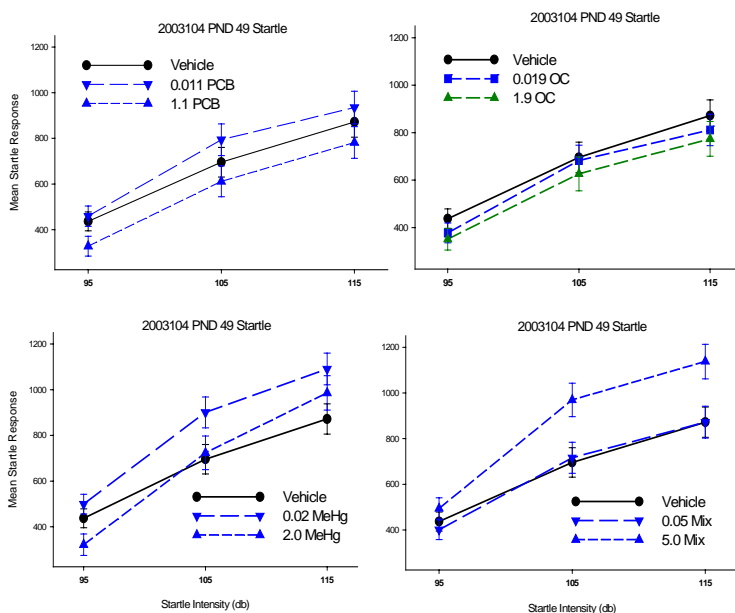 2003104 PND 49 Startle
1200
1000
800
600
400
Mean Startle Response
Vehicle
0.011 PCB
1.1 PCB
95
105
115
2003104 PND 49 Startle
1200
1000
800
600
400
Vehicle
0.019 OC
1.9 OC
95
105
115
2003104 PND 49 Startle
1200
1000
800
600
400
Mean Startle Response
Vehicle
0.02 MeHg
2.0 MeHg
95
105
115
Startle Intensity (db)
2003104 PND 49 Startle
1200
1000
800
600
400
Vehicle
0.05 Mix
5.0 Mix
95
105
115
Startle Intensity (db)